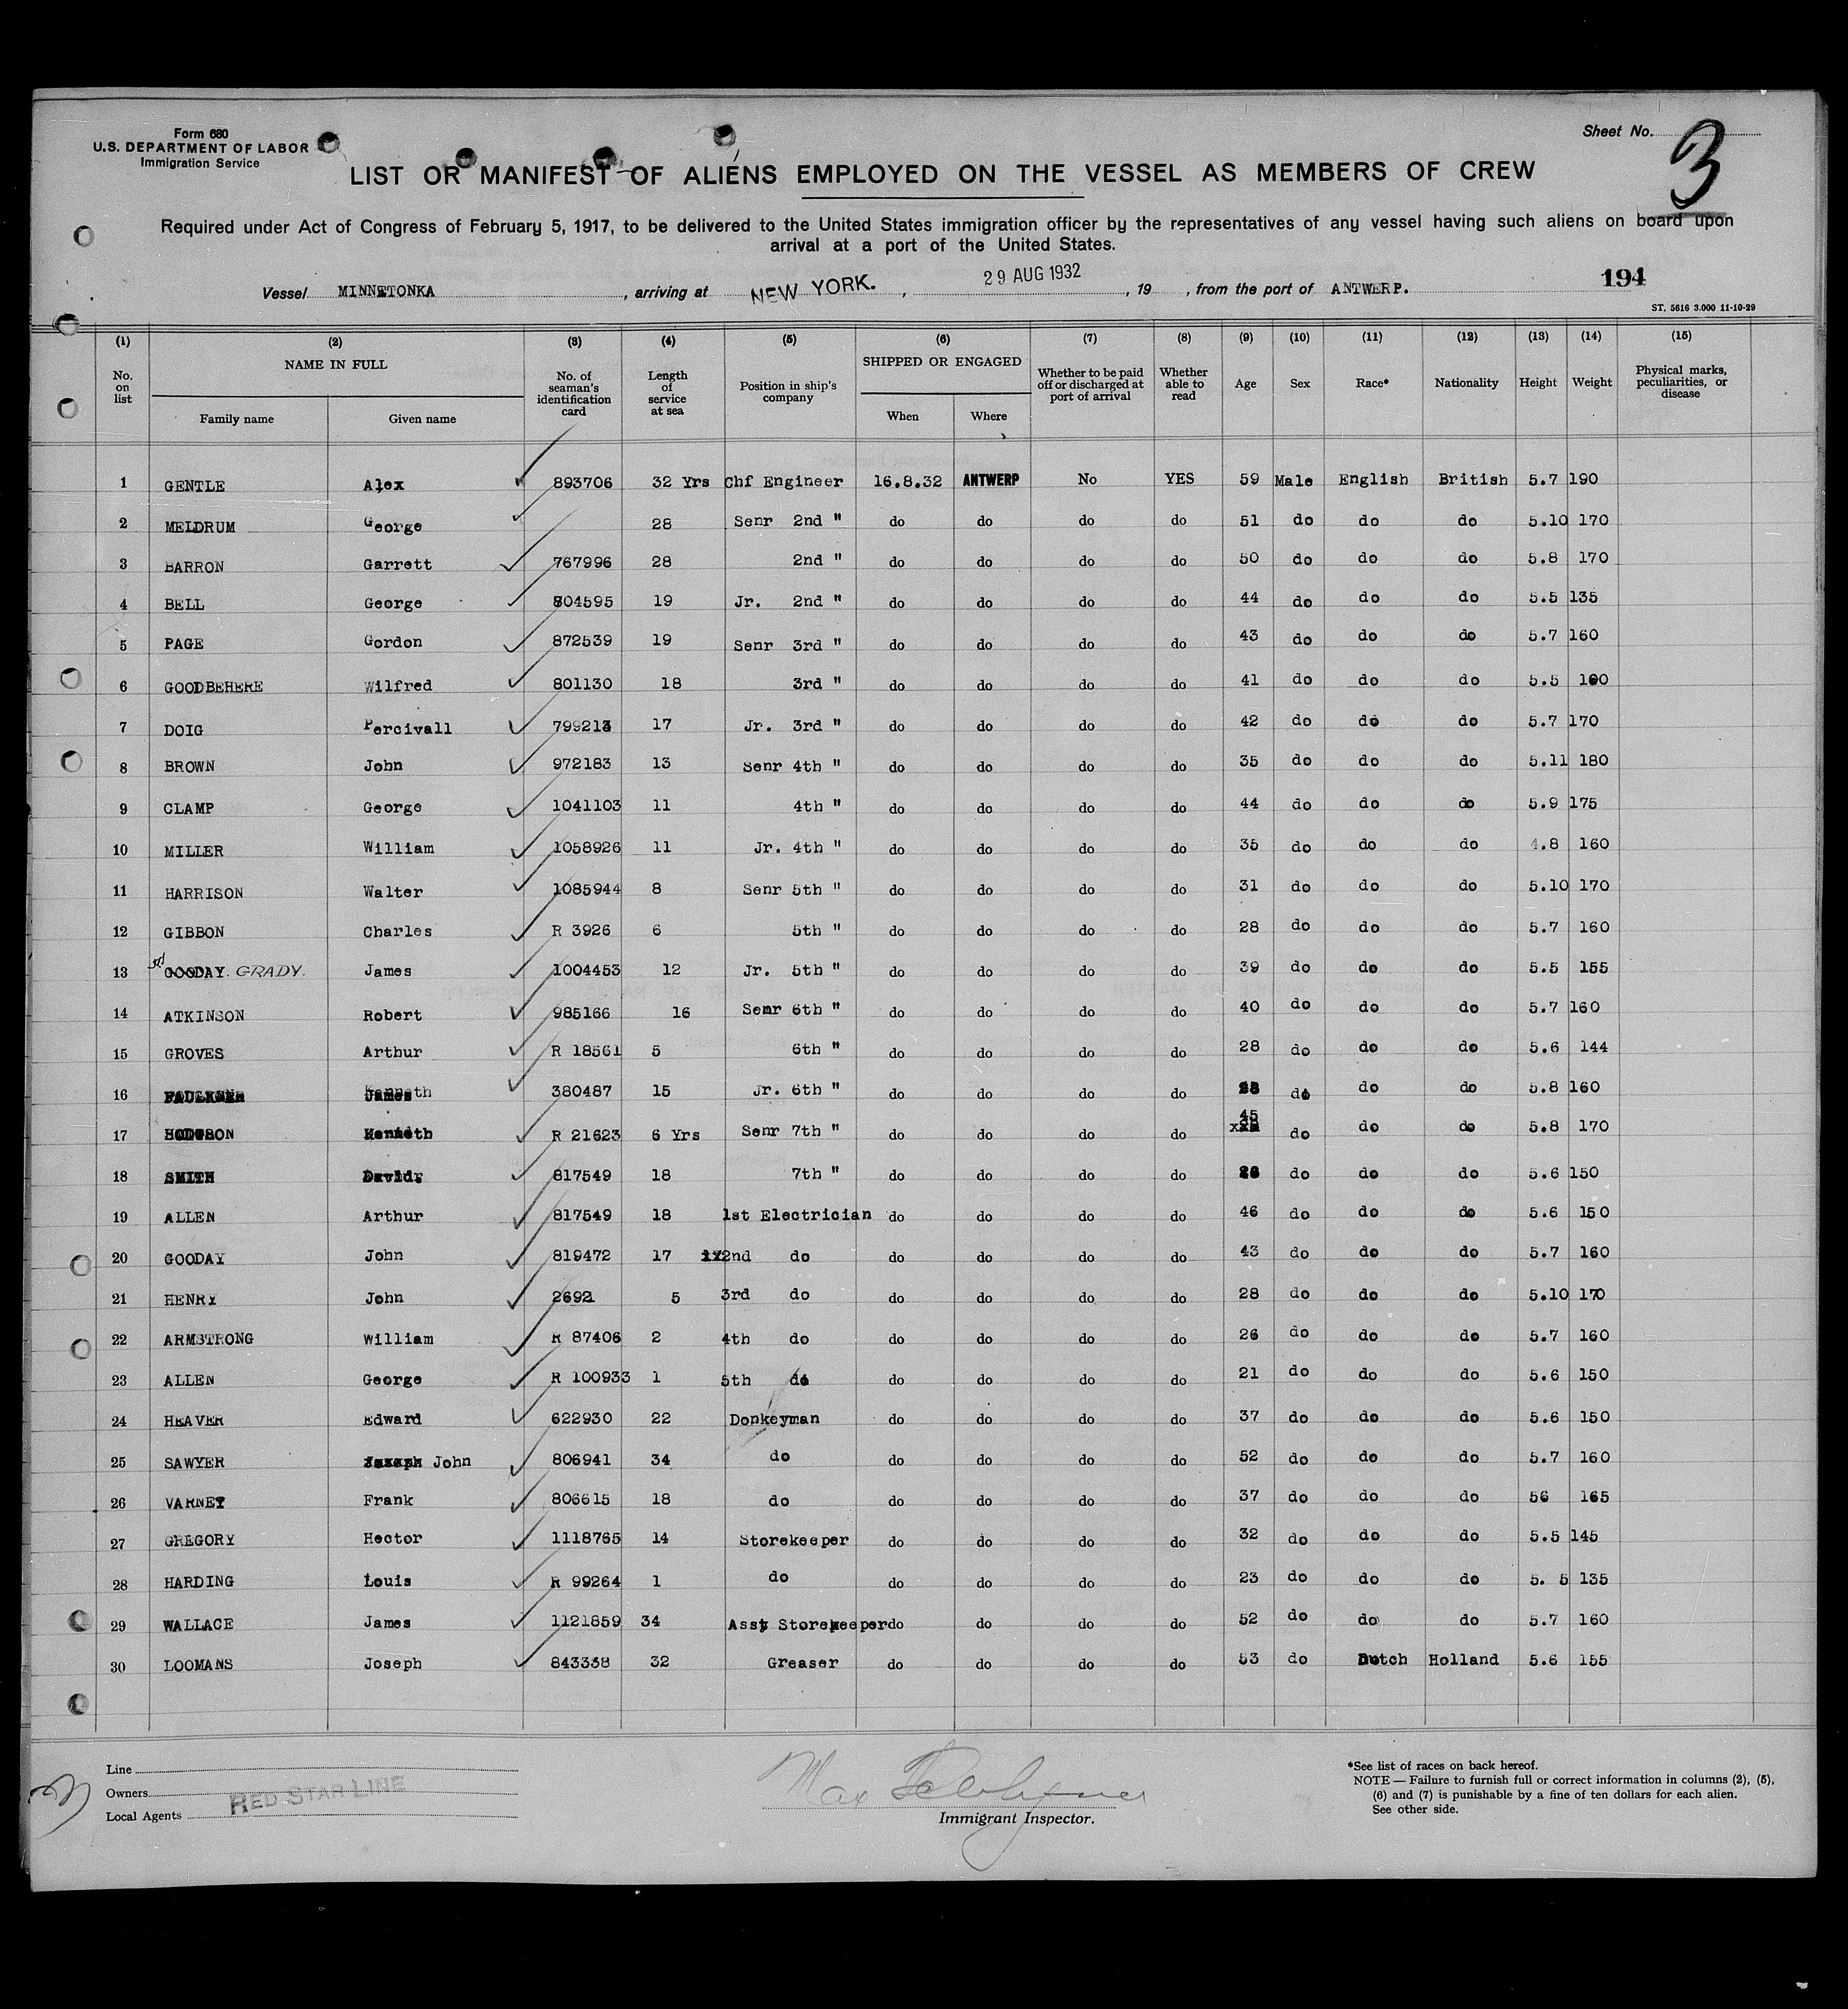 Form 680
U.S. DEPARTMENT OF LABOR
Immigration Service
Sheet No. 3
LIST OR MANIFEST OF ALIENS EMPLOYED ON THE VESSEL AS MEMBERS OF CREW
Required under Act of Congress of February 5, 1917, to be delivered to the United States immigration officer by the representatives of any vessel having such aliens on board upon
arrival at a port of the United States.
Vessel MINNETONKA, arriving at NEW YORK., 29 AUG 1932, 19 , from the port of ANTWERP. 194
ST. 5616 3.000 11-10-29
(1) (2) (3) (4) (5) (6) (7) (8) (9) (10) (11) (12) (13) (14) (15)
No. on list NAME IN FULL Family name Given name No. of seaman's identification card Length of service at sea Position in ship's company SHIPPED OR ENGAGED When Where Whether to be paid off or discharged at port of arrival Whether able to read Age Sex Race* Nationality Height Weight Physical marks, peculiarities, or disease
1 GENTLE Alex 893706 32 Yrs Chf Engineer 16.8.32 ANTWERP No YES 59 Male English British 5.7 190
2 MELDRUM George 28 Senr 2nd " do do do do 51 do do do 5.10 170
3 BARRON Garrett 767996 28 2nd " do do do do 50 do do do 5.8 170
4 BELL George 804595 19 Jr. 2nd " do do do do 44 do do do 5.5 135
5 PAGE Gordon 872539 19 Senr 3rd " do do do do 43 do do do 5.7 160
6 GOODBEHERE Wilfred 801130 18 3rd " do do do do 41 do do do 5.5 160
7 DOIG Percivall 799213 17 Jr. 3rd " do do do do 42 do do do 5.7 170
8 BROWN John 972183 13 Senr 4th " do do do do 35 do do do 5.11 180
9 CLAMP George 1041103 11 4th " do do do do 44 do do do 5.9 175
10 MILLER William 1058926 11 Jr. 4th " do do do do 35 do do do 4.8 160
11 HARRISON Walter 1085944 8 Senr 5th " do do do do 31 do do do 5.10 170
12 GIBBON Charles R 3926 6 5th " do do do do 28 do do do 5.7 160
13 GOODAY. GRADY. James 1004453 12 Jr. 5th " do do do do 39 do do do 5.5 155
14 ATKINSON Robert 985166 16 Senr 6th " do do do do 40 do do do 5.7 160
15 GROVES Arthur R 18561 5 6th " do do do do 28 do do do 5.6 144
16 380487 15 Jr. 6th " do do do do do do do 5.8 160
17 Kenneth R 21623 6 Yrs Senr 7th " do do do do 45 do do do 5.8 170
18 SMITH David 817549 18 7th " do do do do do do do 5.6 150
19 ALLEN Arthur 817549 18 1st Electrician do do do do 46 do do do 5.6 150
20 GOODAY John 819472 17 2nd do do do do do 43 do do do 5.7 160
21 HENRY John 2692 5 3rd do do do do do 28 do do do 5.10 170
22 ARMSTRONG William R 87406 2 4th do do do do do 26 do do do 5.7 160
23 ALLEN George R 100933 1 5th do do do do do 21 do do do 5.6 150
24 HEAVER Edward 622930 22 Donkeyman do do do do 37 do do do 5.6 150
25 SAWYER Joseph John 806941 34 do do do do do 52 do do do 5.7 160
26 VARNEY Frank 806615 18 do do do do do 37 do do do 56 165
27 GREGORY Hector 1118765 14 Storekeeper do do do do 32 do do do 5.5 145
28 HARDING Louis R 99264 1 do do do do do 23 do do do 5. 5 135
29 WALLACE James 1121859 34 Asst Storekeeper do do do do 52 do do do 5.7 160
30 LOOMANS Joseph 843338 32 Greaser do do do do 53 do Dutch Holland 5.6 155
Line
Owners
Local Agents RED STAR LINE
Max
Immigrant Inspector.
*See list of races on back hereof.
NOTE — Failure to furnish full or correct information in columns (2), (5),
(6) and (7) is punishable by a fine of ten dollars for each alien.
See other side.